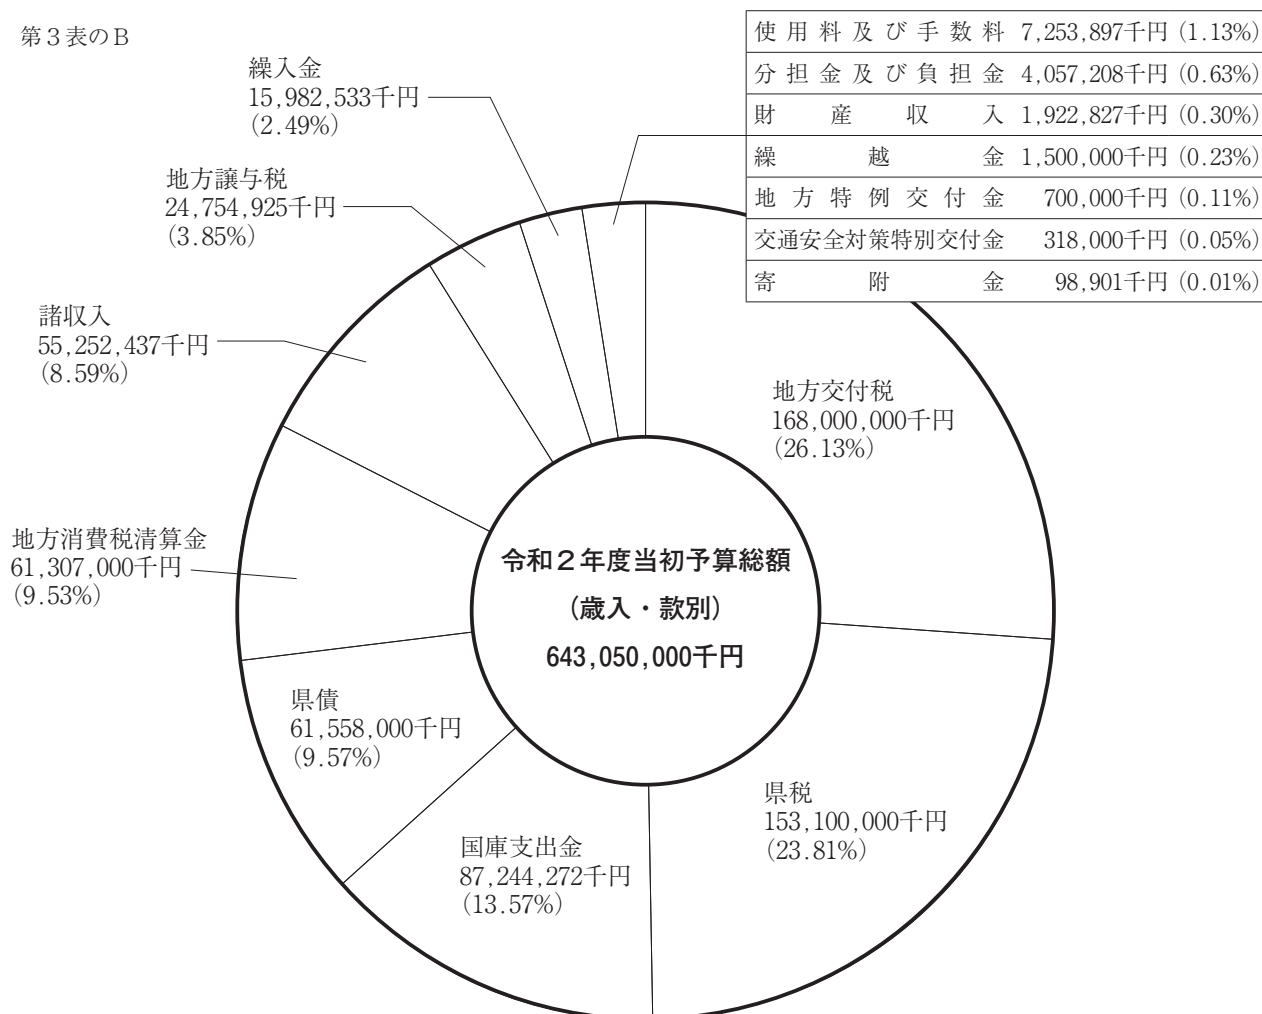 第3表のB
使用料及び手数料 7,253,897千円 (1.13%)
分担金及び負担金 4,057,208千円 (0.63%)
財産収入 1,922,827千円 (0.30%)
繰越金 1,500,000千円 (0.23%)
地方特例交付金 700,000千円 (0.11%)
交通安全対策特別交付金 318,000千円 (0.05%)
寄附金 98,901千円 (0.01%)
繰入金
15,982,533千円
(2.49%)
地方譲与税
24,754,925千円
(3.85%)
諸収入
55,252,437千円
(8.59%)
地方交付税
168,000,000千円
(26.13%)
地方消費税清算金
61,307,000千円
(9.53%)
令和2年度当初予算総額
(歳入・款別)
643,050,000千円
県債
61,558,000千円
(9.57%)
県税
153,100,000千円
(23.81%)
国庫支出金
87,244,272千円
(13.57%)